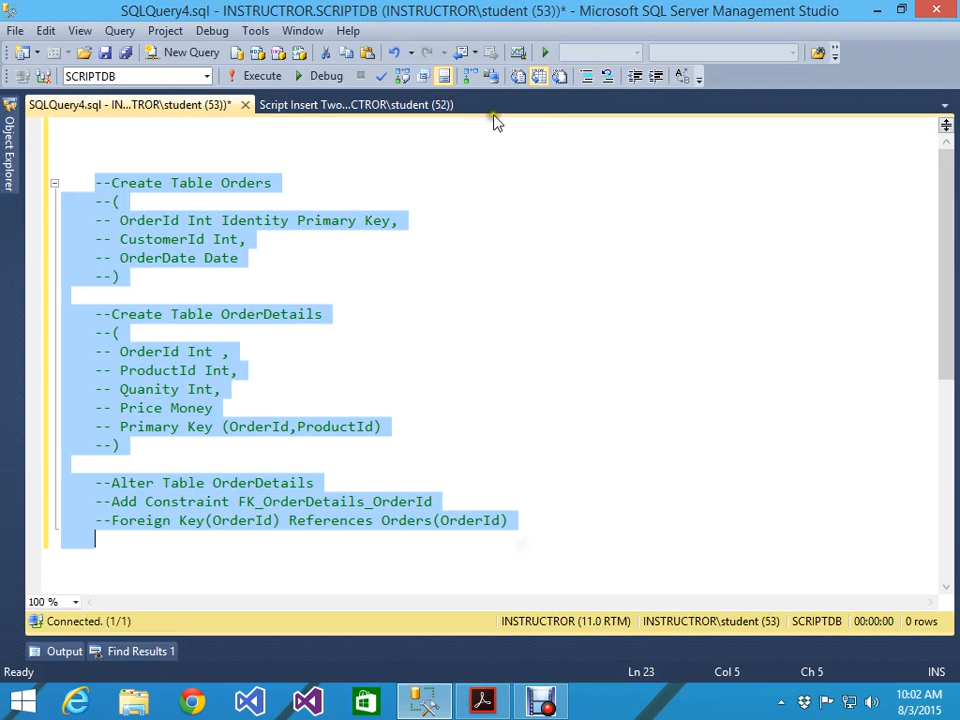 SQLQuery4.sql - INSTRUCTROR.SCRIPTDB (INSTRUCTROR\student (53))* - Microsoft SQL Server Management Studio
File Edit View Query Project Debug Tools Window Help
New Query
SCRIPTDB Execute Debug
SQLQuery4.sql - IN...TROR\student (53))* Script Insert Two...CTROR\student (52))
Object Explorer
--Create Table Orders
--(
-- OrderId Int Identity Primary Key,
-- CustomerId Int,
-- OrderDate Date
--)
--Create Table OrderDetails
--(
-- OrderId Int ,
-- ProductId Int,
-- Quanity Int,
-- Price Money
-- Primary Key (OrderId,ProductId)
--)
--Alter Table OrderDetails
--Add Constraint FK_OrderDetails_OrderId
--Foreign Key(OrderId) References Orders(OrderId)
100 %
Connected. (1/1) INSTRUCTROR (11.0 RTM) INSTRUCTROR\student (53) SCRIPTDB 00:00:00 0 rows
Output Find Results 1
Ready Ln 23 Col 5 Ch 5 INS
10:02 AM
8/3/2015